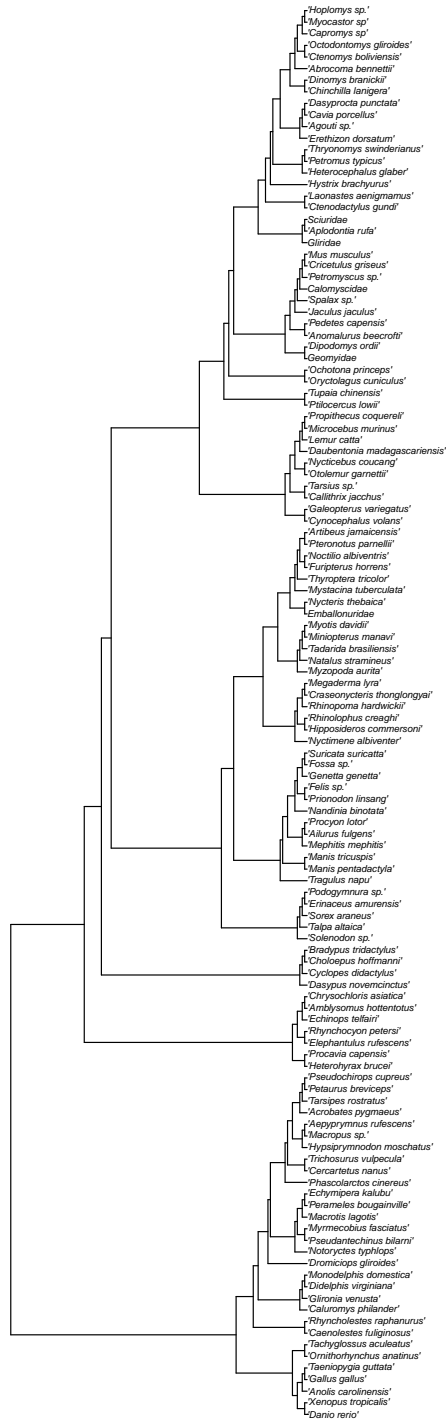 'Hoplomys sp.'
'Myocastor sp'
'Capromys sp'
'Octodontomys gliroides'
'Ctenomys boliviensis'
'Abrocoma bennettii'
'Dinomys branickii'
'Chinchilla lanigera'
'Dasyprocta punctata'
'Cavia porcellus'
'Agouti sp.'
'Erethizon dorsatum'
'Thryonomys swinderianus'
'Petromus typicus'
'Heterocephalus glaber'
'Hystrix brachyurus'
'Laonastes aenigmamus'
'Ctenodactylus gundi'
Sciuridae
'Aplodontia rufa'
Gliridae
'Mus musculus'
'Cricetulus griseus'
'Petromyscus sp.'
Calomyscidae
'Spalax sp.'
'Jaculus jaculus'
'Pedetes capensis'
'Anomalurus beecrofti'
'Dipodomys ordii'
Geomyidae
'Ochotona princeps'
'Oryctolagus cuniculus'
'Tupaia chinensis'
'Ptilocercus lowii'
'Propithecus coquereli'
'Microcebus murinus'
'Lemur catta'
'Daubentonia madagascariensis'
'Nycticebus coucang'
'Otolemur garnettii'
'Tarsius sp.'
'Callithrix jacchus'
'Galeopterus variegatus'
'Cynocephalus volans'
'Artibeus jamaicensis'
'Pteronotus parnellii'
'Noctilio albiventris'
'Furipterus horrens'
'Thyroptera tricolor'
'Mystacina tuberculata'
'Nycteris thebaica'
Emballonuridae
'Myotis davidii'
'Miniopterus manavi'
'Tadarida brasiliensis'
'Natalus stramineus'
'Myzopoda aurita'
'Megaderma lyra'
'Craseonycteris thonglongyai'
'Rhinopoma hardwickii'
'Rhinolophus creaghi'
'Hipposideros commersoni'
'Nyctimene albiventer'
'Suricata suricatta'
'Fossa sp.'
'Genetta genetta'
'Felis sp.'
'Prionodon linsang'
'Nandinia binotata'
'Procyon lotor'
'Ailurus fulgens'
'Mephitis mephitis'
'Manis tricuspis'
'Manis pentadactyla'
'Tragulus napu'
'Podogymnura sp.'
'Erinaceus amurensis'
'Sorex araneus'
'Talpa altaica'
'Solenodon sp.'
'Bradypus tridactylus'
'Choloepus hoffmanni'
'Cyclopes didactylus'
'Dasypus novemcinctus'
'Chrysochloris asiatica'
'Amblysomus hottentotus'
'Echinops telfairi'
'Rhynchocyon petersi'
'Elephantulus rufescens'
'Procavia capensis'
'Heterohyrax brucei'
'Pseudochirops cupreus'
'Petaurus breviceps'
'Tarsipes rostratus'
'Acrobates pygmaeus'
'Aepyprymnus rufescens'
'Macropus sp.'
'Hypsiprymnodon moschatus'
'Trichosurus vulpecula'
'Cercartetus nanus'
'Phascolarctos cinereus'
'Echymipera kalubu'
'Perameles bougainville'
'Macrotis lagotis'
'Myrmecobius fasciatus'
'Pseudantechinus bilarni'
'Notoryctes typhlops'
'Dromiciops gliroides'
'Monodelphis domestica'
'Didelphis virginiana'
'Glironia venusta'
'Caluromys philander'
'Rhyncholestes raphanurus'
'Caenolestes fuliginosus'
'Tachyglossus aculeatus'
'Ornithorhynchus anatinus'
'Taeniopygia guttata'
'Gallus gallus'
'Anolis carolinensis'
'Xenopus tropicalis'
'Danio rerio'